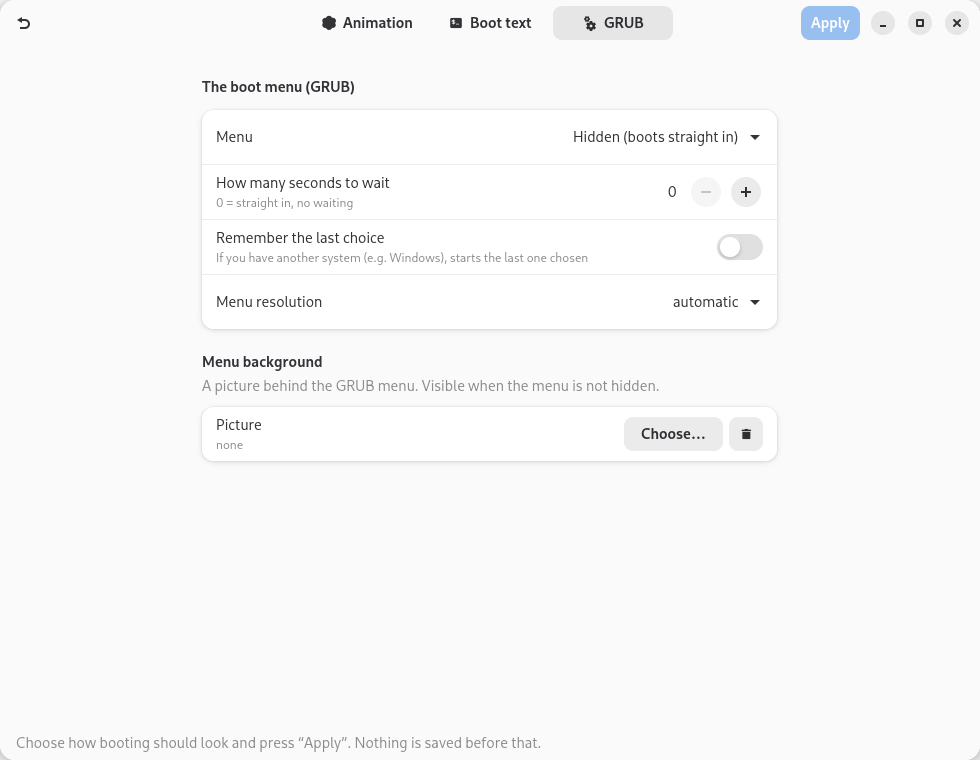 Animation
Boot text
GRUB
Apply
The boot menu (GRUB)
Menu
Hidden (boots straight in)
How many seconds to wait
0 = straight in, no waiting
0
Remember the last choice
If you have another system (e.g. Windows), starts the last one chosen
Menu resolution
automatic
Menu background
A picture behind the GRUB menu. Visible when the menu is not hidden.
Picture
none
Choose...
Choose how booting should look and press “Apply”. Nothing is saved before that.